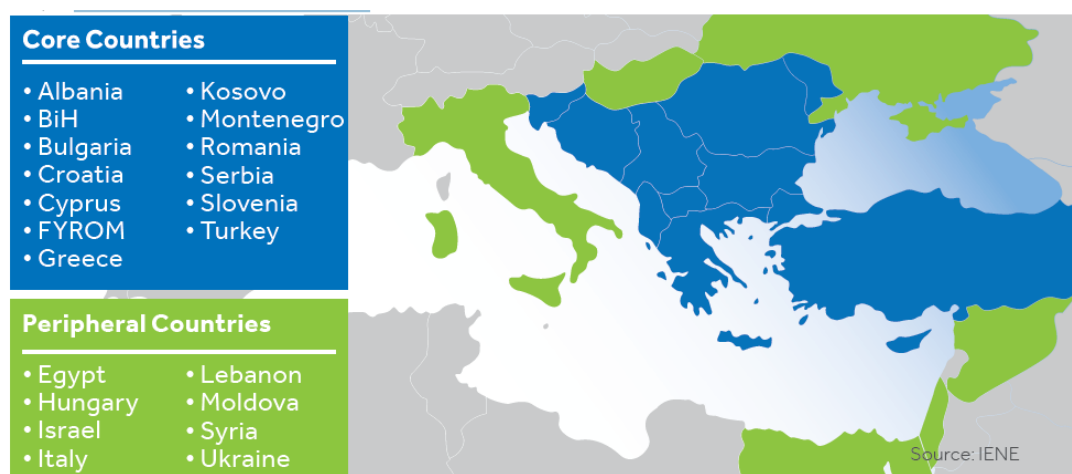 Core Countries
• Albania
• BiH
• Bulgaria
• Croatia
• Cyprus
• FYROM
• Greece
• Kosovo
• Montenegro
• Romania
• Serbia
• Slovenia
• Turkey
Peripheral Countries
• Egypt
• Hungary
• Israel
• Italy
• Lebanon
• Moldova
• Syria
• Ukraine
Source: IENE